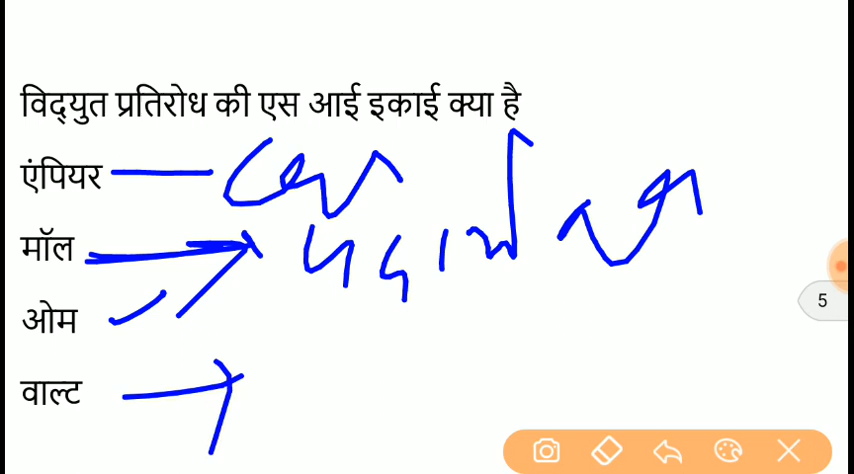 विद्युत प्रतिरोध की एस आई इकाई क्या है
एंपियर
मॉल
ओम
वाल्ट
5